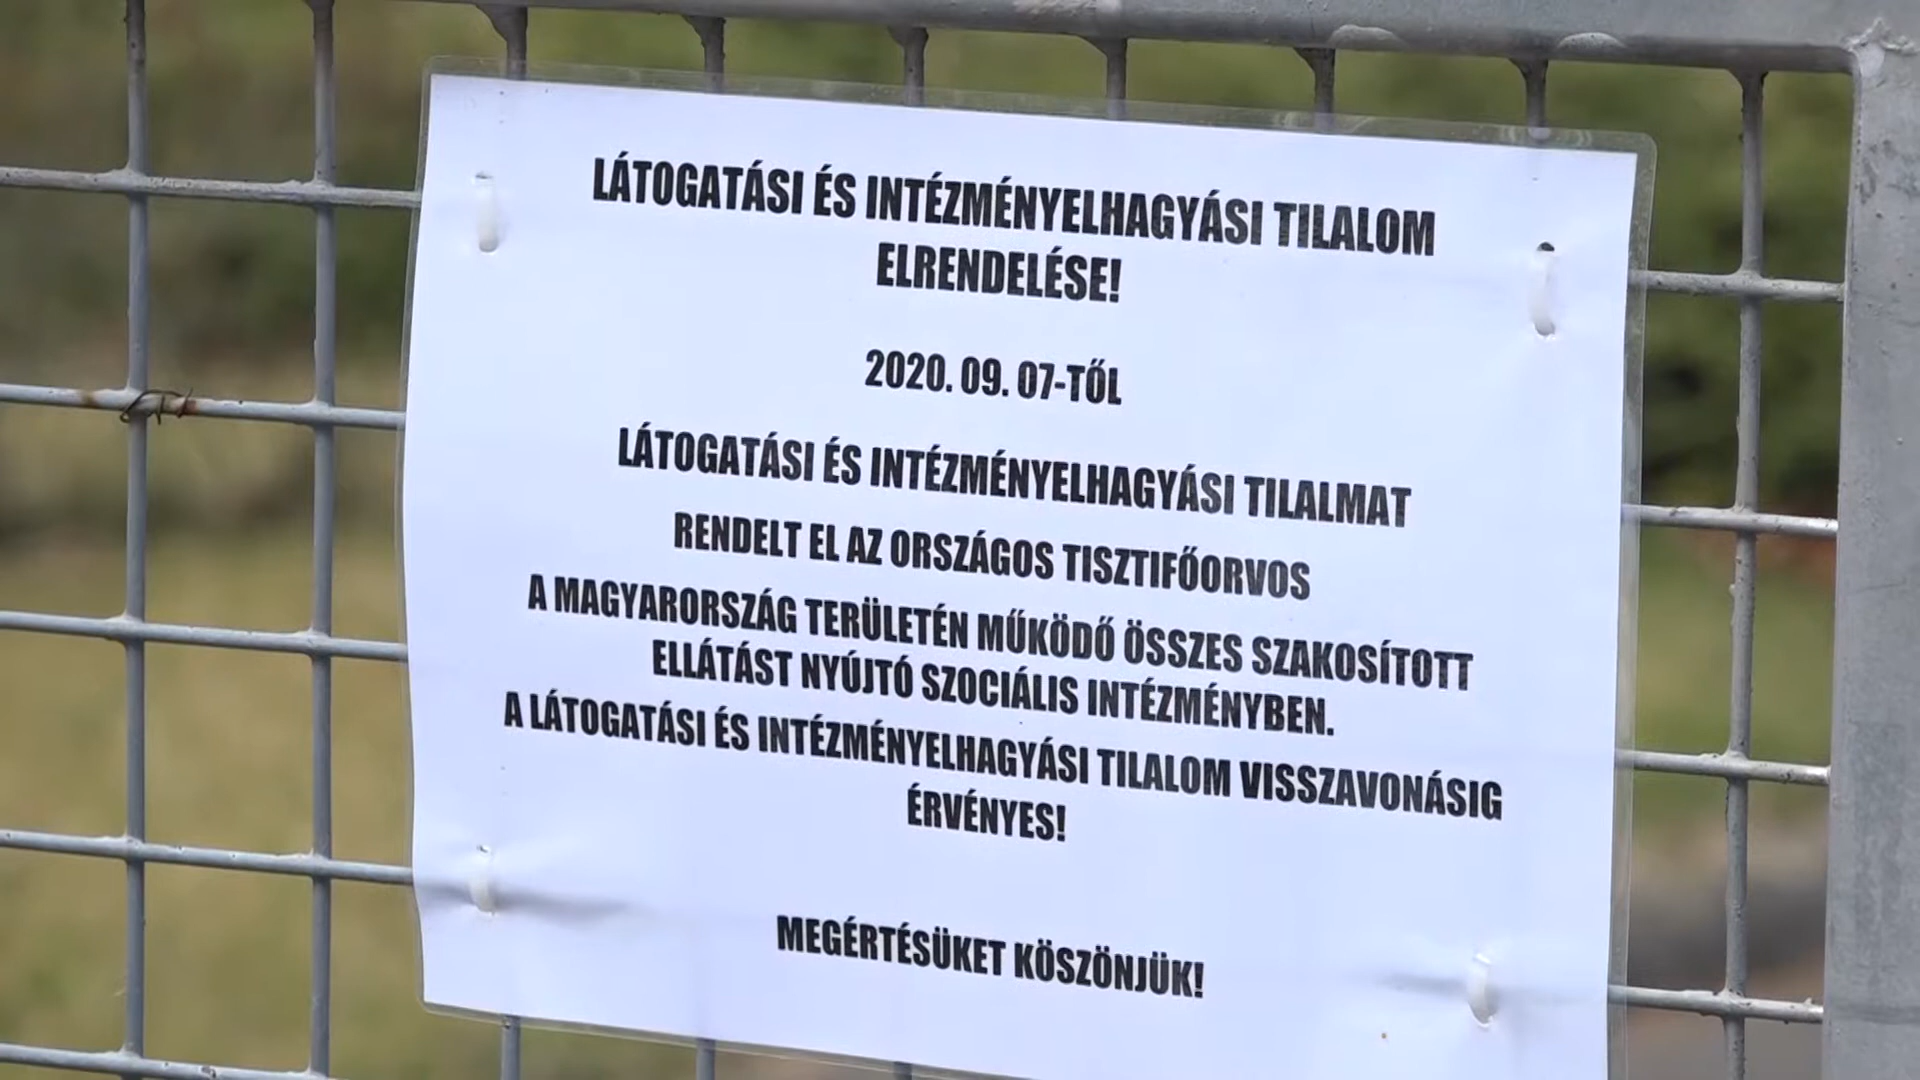 LÁTOGATÁSI ÉS INTÉZMÉNYELHAGYÁSI TILALOM
ELRENDELÉSE!
2020. 09. 07-TŐL
LÁTOGATÁSI ÉS INTÉZMÉNYELHAGYÁSI TILALMAT
RENDELT EL AZ ORSZÁGOS TISZTIFŐORVOS
A MAGYARORSZÁG TERÜLETÉN MŰKÖDŐ ÖSSZES SZAKOSÍTOTT
ELLÁTÁST NYÚJTÓ SZOCIÁLIS INTÉZMÉNYBEN.
A LÁTOGATÁSI ÉS INTÉZMÉNYELHAGYÁSI TILALOM VISSZAVONÁSIG
ÉRVÉNYES!
MEGÉRTÉSÜKET KÖSZÖNJÜK!